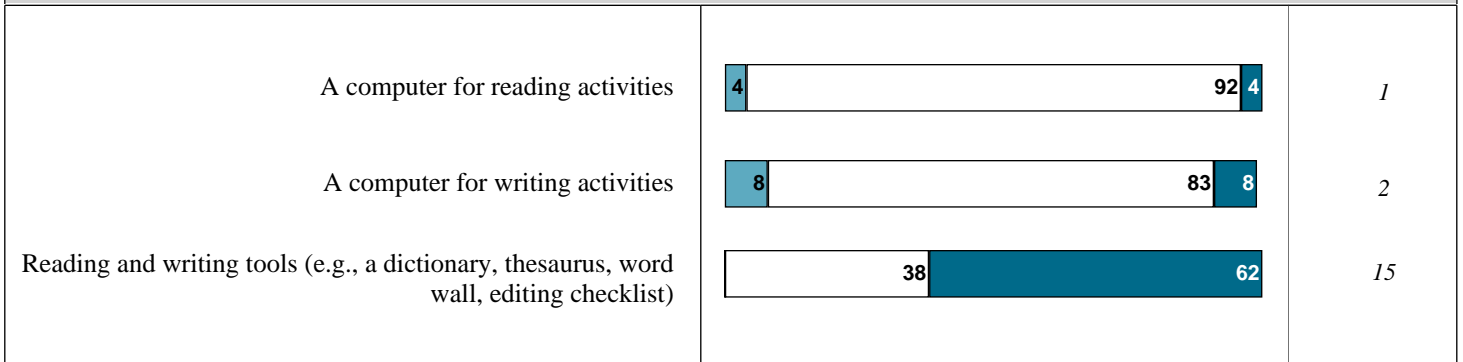 A computer for reading activities
4 92 4
1
A computer for writing activities
8 83 8
2
Reading and writing tools (e.g., a dictionary, thesaurus, word
wall, editing checklist)
38 62
15